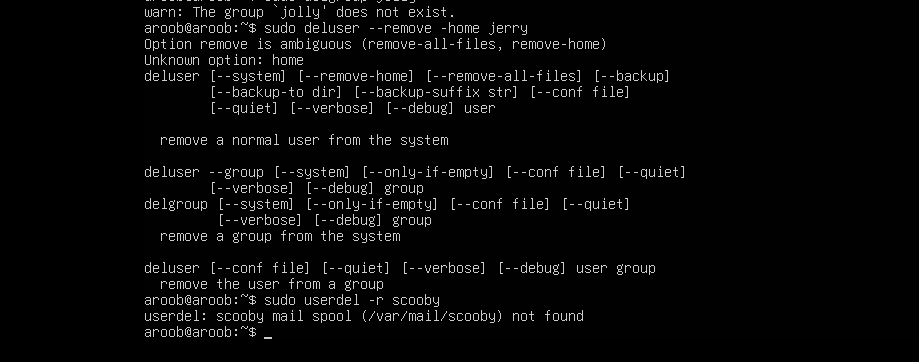 warn: The group `jolly' does not exist.
aroob@aroob:~$ sudo deluser --remove -home jerry
Option remove is ambiguous (remove-all-files, remove-home)
Unknown option: home
deluser [--system] [--remove-home] [--remove-all-files] [--backup]
        [--backup-to dir] [--backup-suffix str] [--conf file]
        [--quiet] [--verbose] [--debug] user

  remove a normal user from the system

deluser --group [--system] [--only-if-empty] [--conf file] [--quiet]
        [--verbose] [--debug] group
delgroup [--system] [--only-if-empty] [--conf file] [--quiet]
         [--verbose] [--debug] group
  remove a group from the system

deluser [--conf file] [--quiet] [--verbose] [--debug] user group
  remove the user from a group
aroob@aroob:~$ sudo userdel -r scooby
userdel: scooby mail spool (/var/mail/scooby) not found
aroob@aroob:~$ _